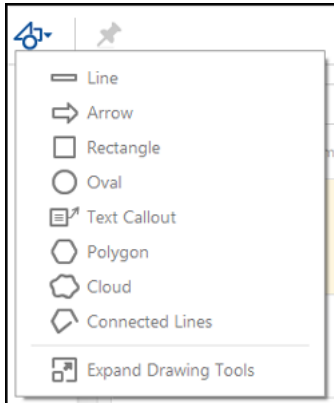 Line
Arrow
Rectangle
Oval
Text Callout
Polygon
Cloud
Connected Lines
Expand Drawing Tools